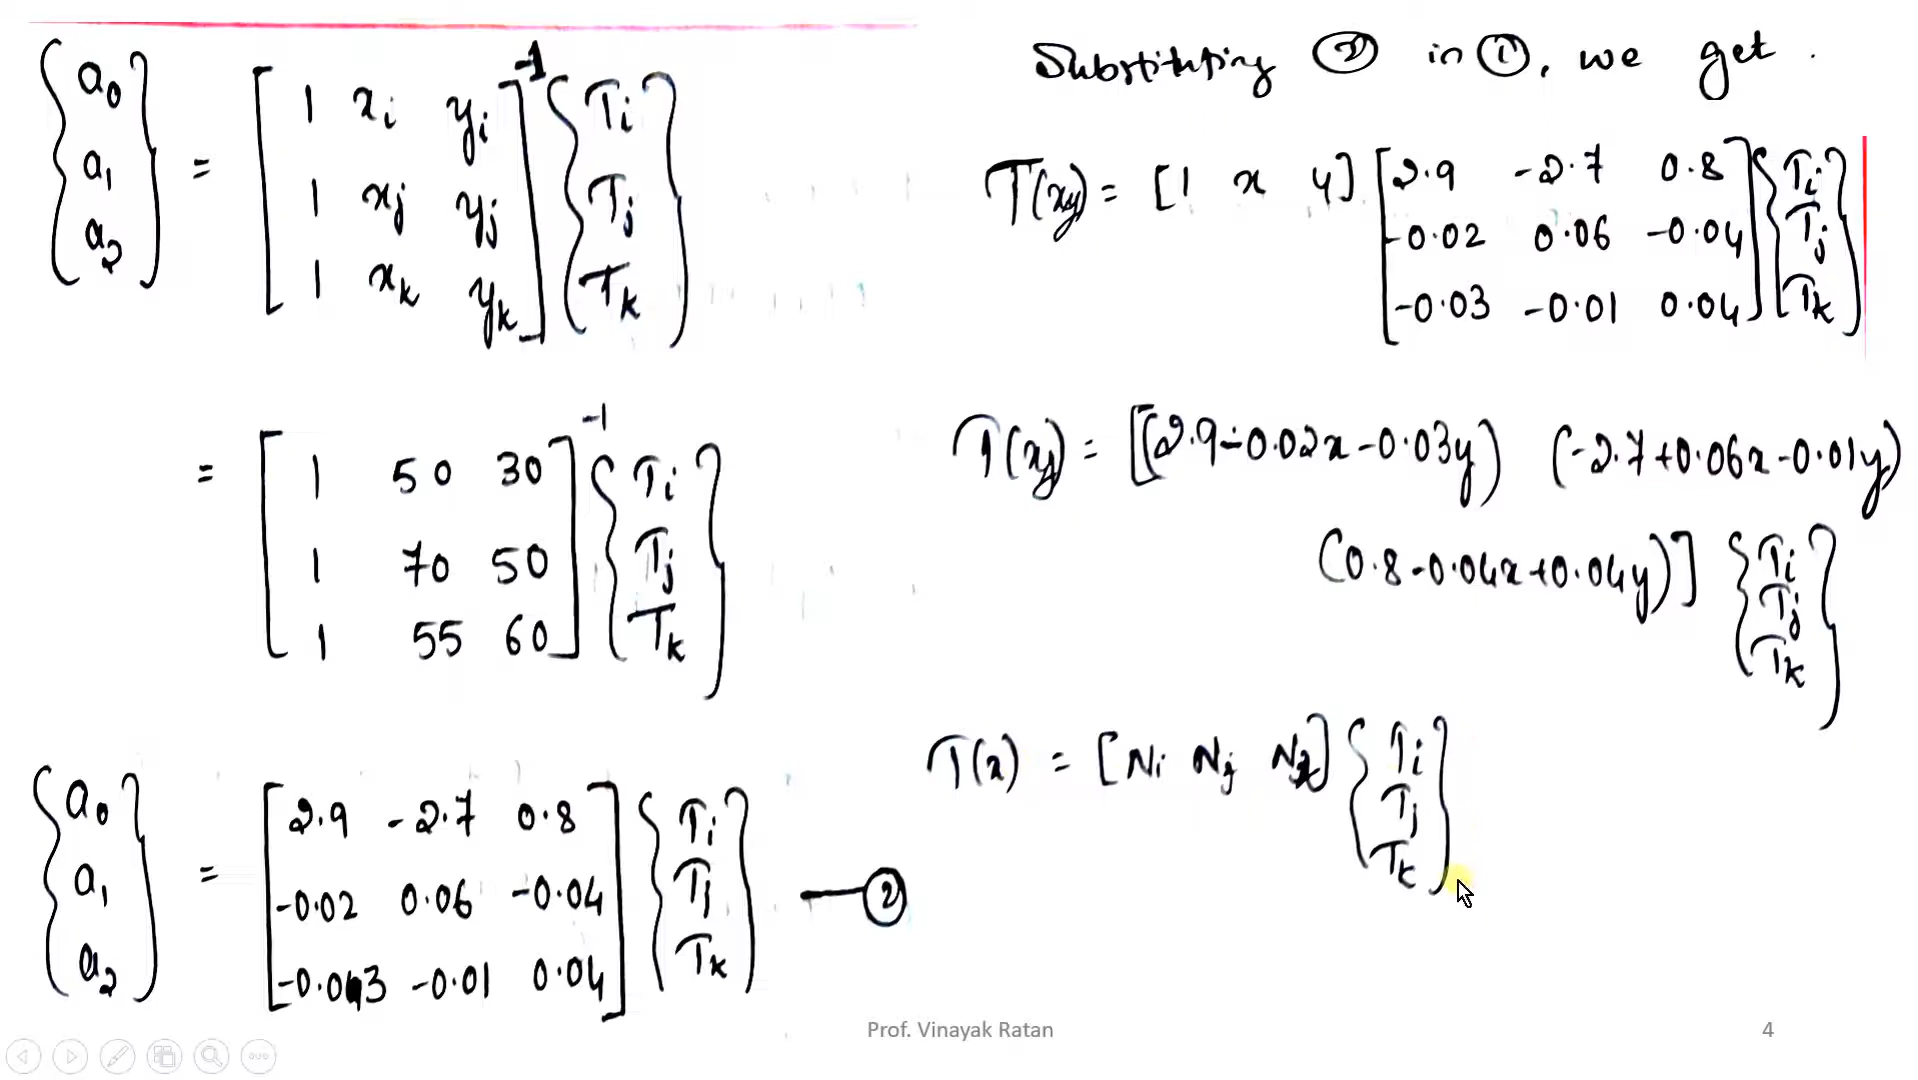 {a₀ a₁ a₂} = [1 xᵢ yᵢ; 1 xⱼ yⱼ; 1 xₖ yₖ]⁻¹ {Tᵢ Tⱼ Tₖ}
= [1 50 30; 1 70 50; 1 55 60]⁻¹ {Tᵢ Tⱼ Tₖ}
{a₀ a₁ a₂} = [2.9 -2.7 0.8; -0.02 0.06 -0.04; -0.03 -0.01 0.04] {Tᵢ Tⱼ Tₖ} — ②
Substituting ② in ①, we get.
T(xy) = [1 x y] [2.9 -2.7 0.8; -0.02 0.06 -0.04; -0.03 -0.01 0.04] {Tᵢ Tⱼ Tₖ}
T(xy) = [(2.9-0.02x-0.03y) (-2.7+0.06x-0.01y)
(0.8-0.04x+0.04y)] {Tᵢ Tⱼ Tₖ}
T(x) = [Nᵢ Nⱼ Nₖ] {Tᵢ Tⱼ Tₖ}
Prof. Vinayak Ratan
4